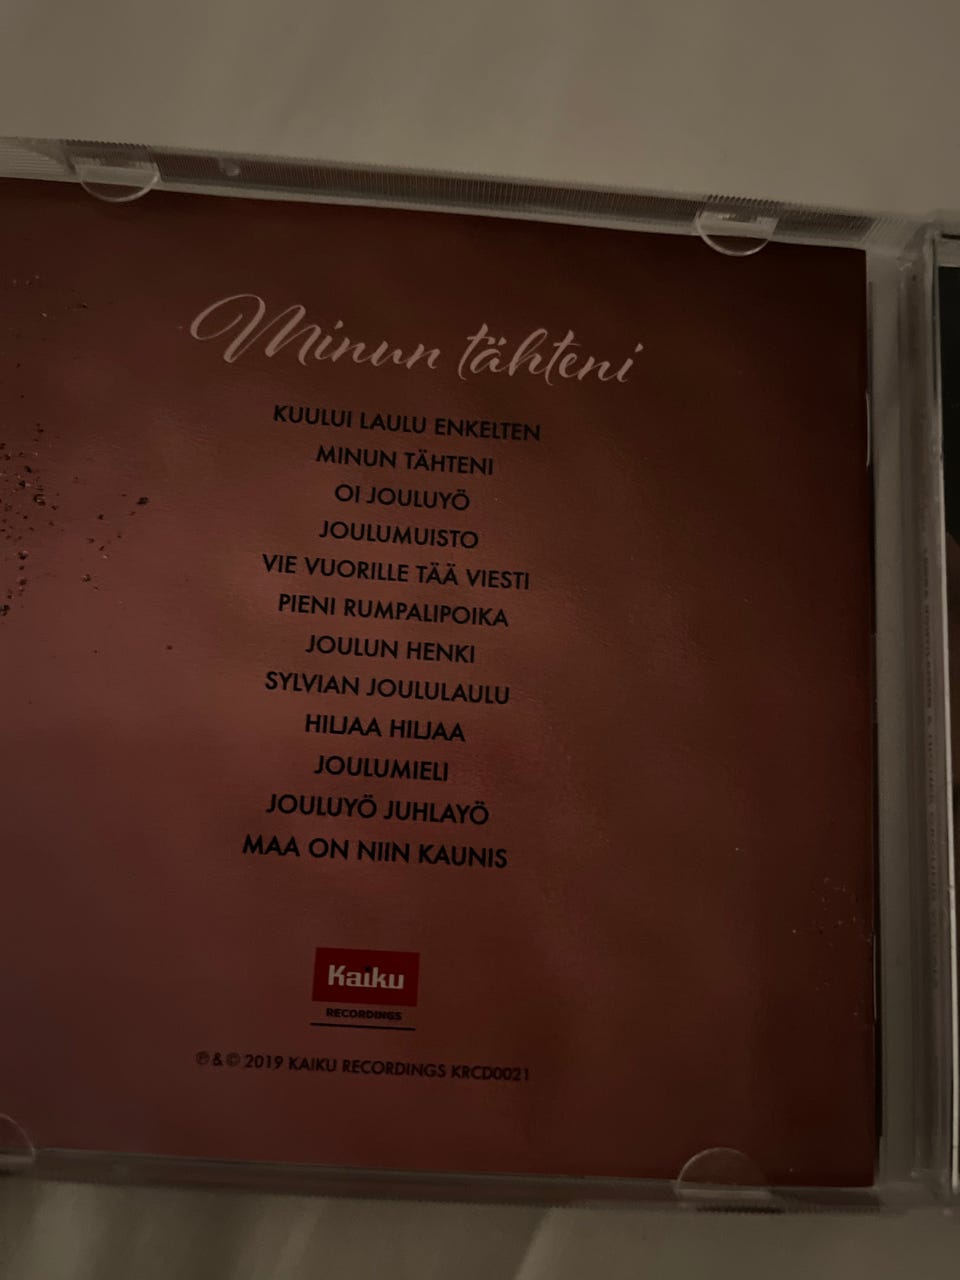 Minun tähteni
KUULUI LAULU ENKELTEN
MINUN TÄHTENI
OI JOULUYÖ
JOULUMUISTO
VIE VUORILLE TÄÄ VIESTI
PIENI RUMPALIPOIKA
JOULUN HENKI
SYLVIAN JOULULAULU
HILJAA HILJAA
JOULUMIELI
JOULUYÖ JUHLAYÖ
MAA ON NIIN KAUNIS
Kaiku
RECORDINGS
℗ & © 2019 KAIKU RECORDINGS KRCD0021